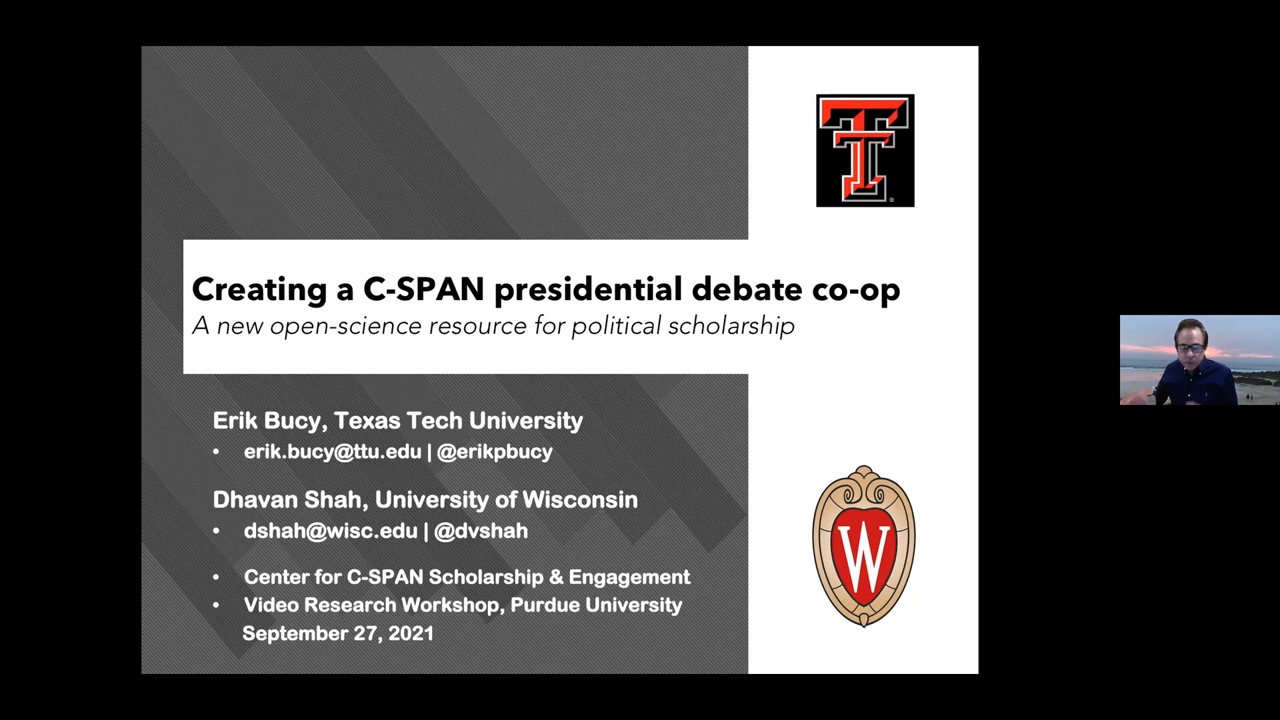 Creating a C-SPAN presidential debate co-op
A new open-science resource for political scholarship
Erik Bucy, Texas Tech University
• erik.bucy@ttu.edu | @erikpbucy
Dhavan Shah, University of Wisconsin
• dshah@wisc.edu | @dvshah
• Center for C-SPAN Scholarship & Engagement
• Video Research Workshop, Purdue University
September 27, 2021
T
T
®
W